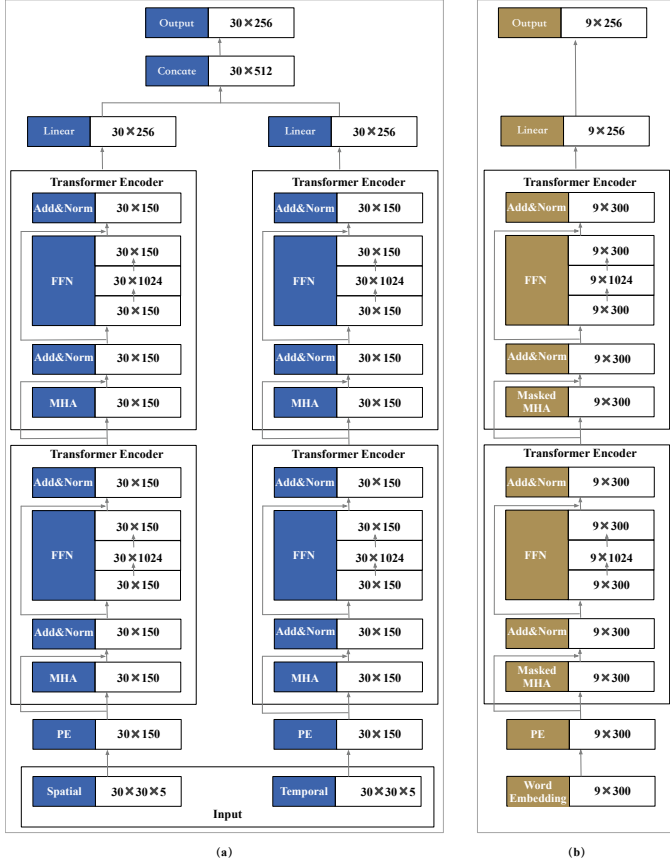 Output 30×256
Concate 30×512
Linear 30×256
Linear 30×256
Transformer Encoder
Add&Norm 30×150
FFN
30×150
30×1024
30×150
Add&Norm 30×150
MHA 30×150
Transformer Encoder
Add&Norm 30×150
FFN
30×150
30×1024
30×150
Add&Norm 30×150
MHA 30×150
PE 30×150
Spatial 30×30×5
Transformer Encoder
Add&Norm 30×150
FFN
30×150
30×1024
30×150
Add&Norm 30×150
MHA 30×150
Transformer Encoder
Add&Norm 30×150
FFN
30×150
30×1024
30×150
Add&Norm 30×150
MHA 30×150
PE 30×150
Temporal 30×30×5
Input
(a)
Output 9×256
Linear 9×256
Transformer Encoder
Add&Norm 9×300
FFN
9×300
9×1024
9×300
Add&Norm 9×300
Masked
MHA
9×300
Transformer Encoder
Add&Norm 9×300
FFN
9×300
9×1024
9×300
Add&Norm 9×300
Masked
MHA
9×300
PE 9×300
Word
Embedding
9×300
(b)